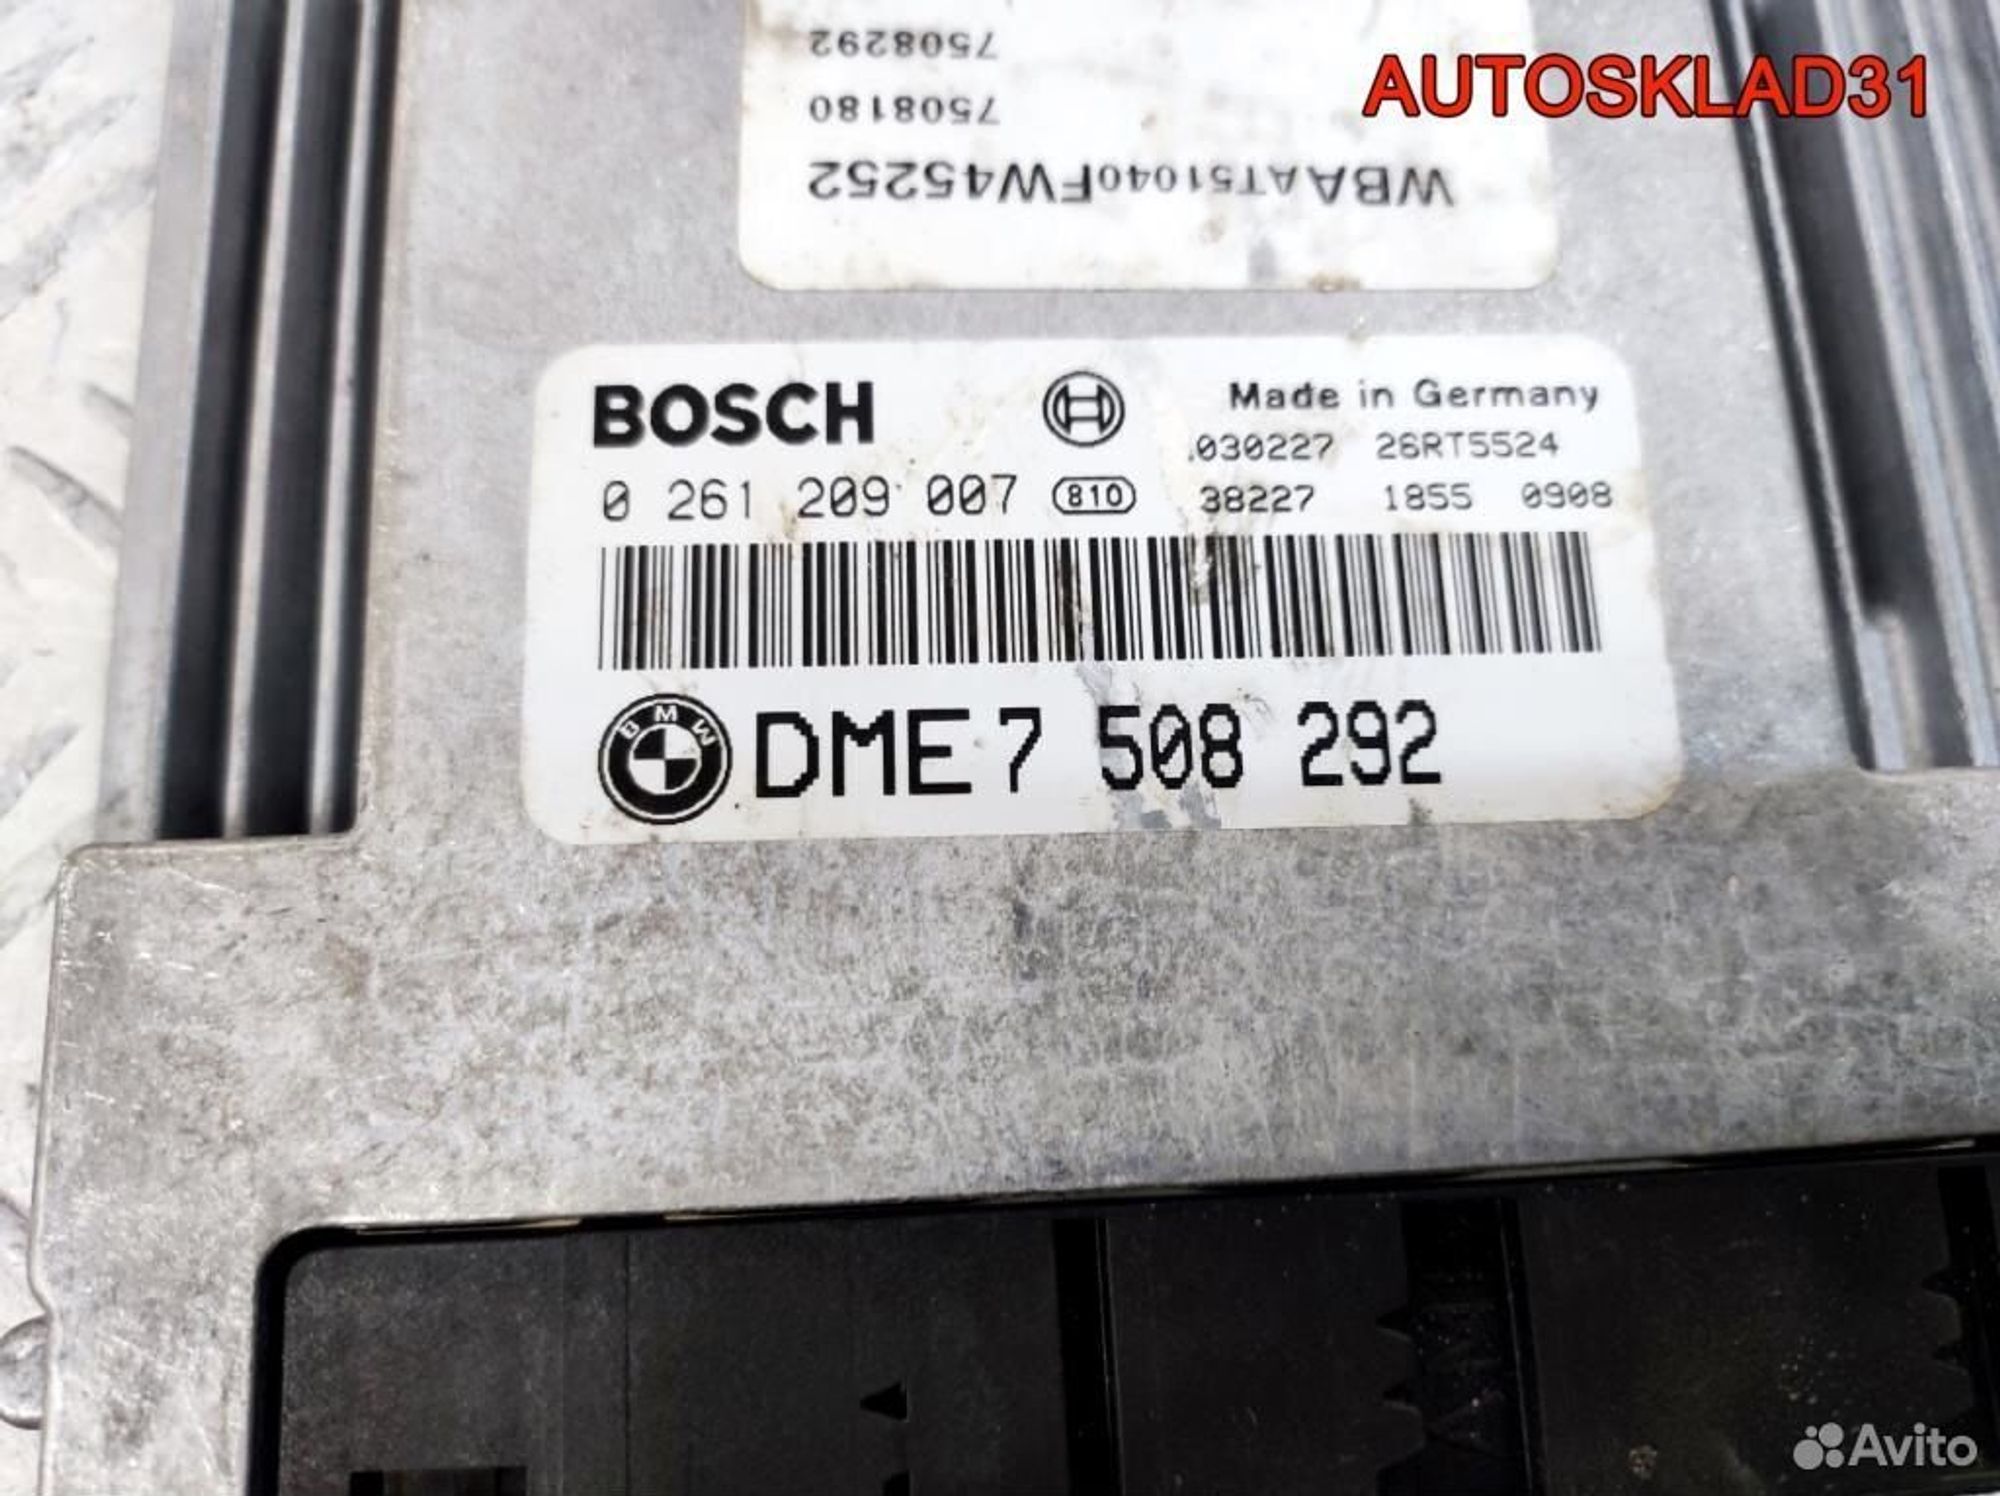 7508292
7508180
WBAAT51040FW45252
AUTOSKLAD31
BOSCH
Made in Germany
.030227 26RT5524
0 261 209 007 810 38227 1855 0908
BMW DME 7 508 292
Avito